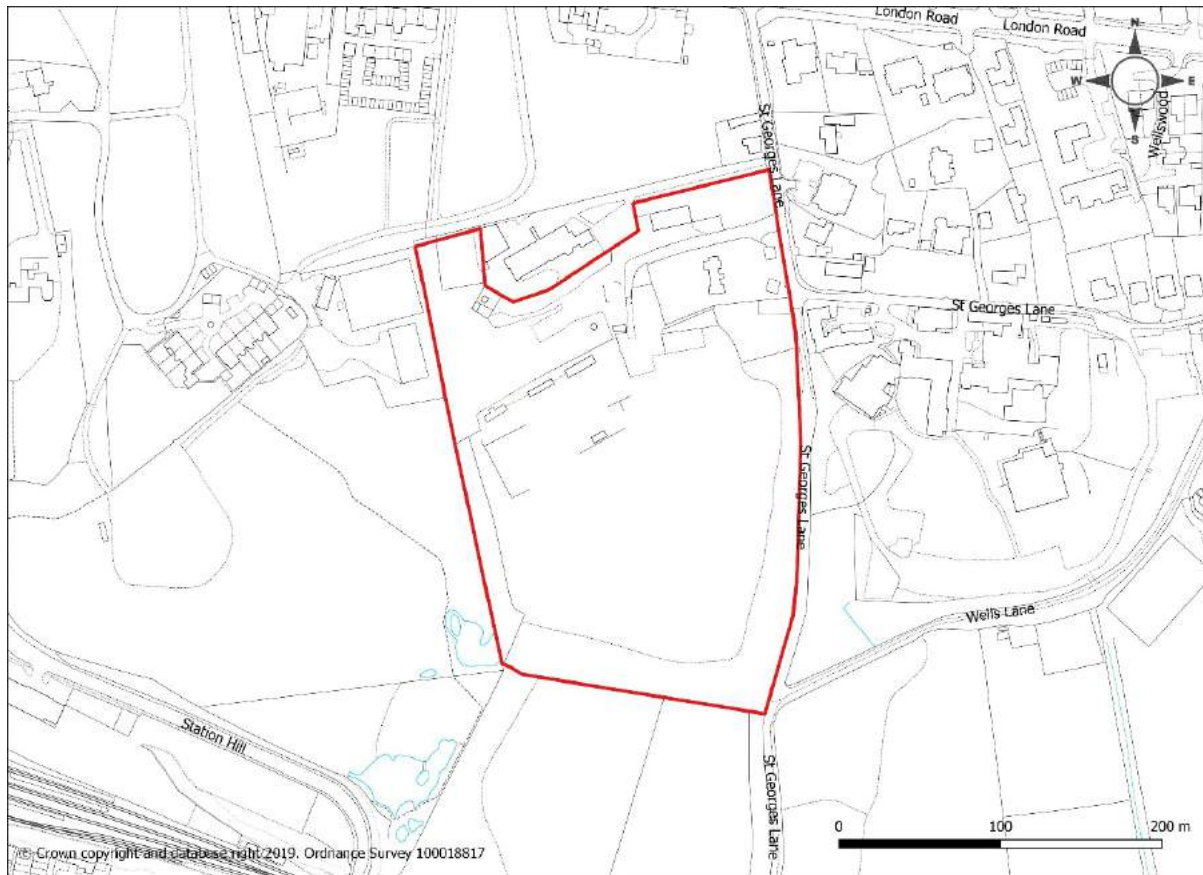 London Road
London Road
N
W
E
S
Wellswood
St Georges Lane
St Georges Lane
St Georges Lane
Wells Lane
Station Hill
St Georges Lane
0
100
200 m
© Crown copyright and database right 2019. Ordnance Survey 100018817